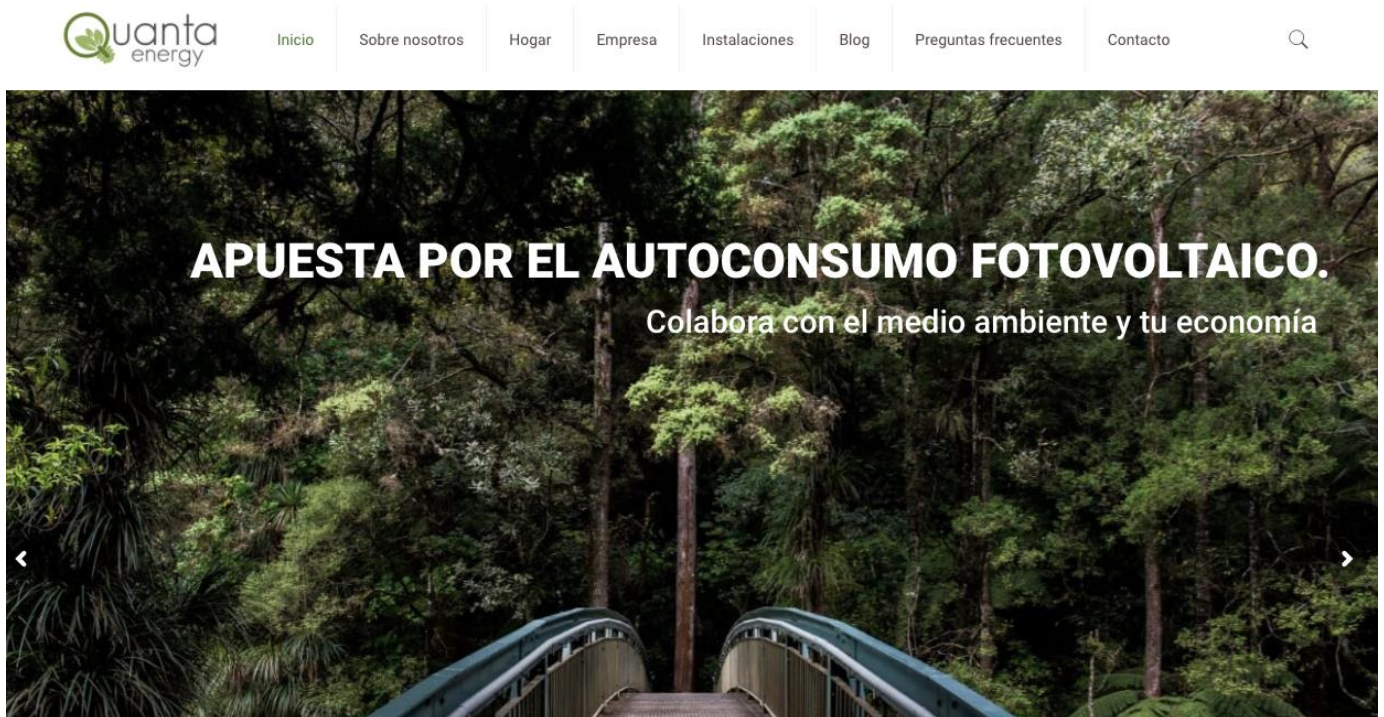 Quanta
energy
Inicio
Sobre nosotros
Hogar
Empresa
Instalaciones
Blog
Preguntas frecuentes
Contacto
APUESTA POR EL AUTOCONSUMO FOTOVOLTAICO.
Colabora con el medio ambiente y tu economía